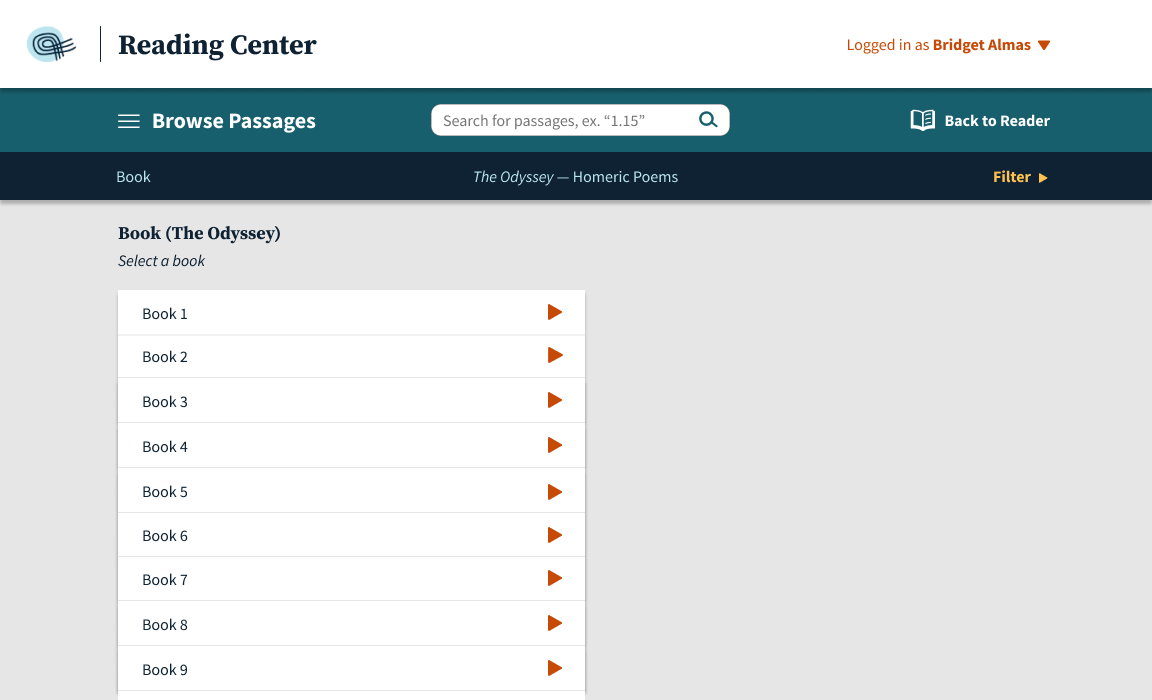 Reading Center
Logged in as Bridget Almas
Browse Passages
Search for passages, ex. “1.15”
Back to Reader
Book
The Odyssey — Homeric Poems
Filter
Book (The Odyssey)
Select a book
Book 1
Book 2
Book 3
Book 4
Book 5
Book 6
Book 7
Book 8
Book 9